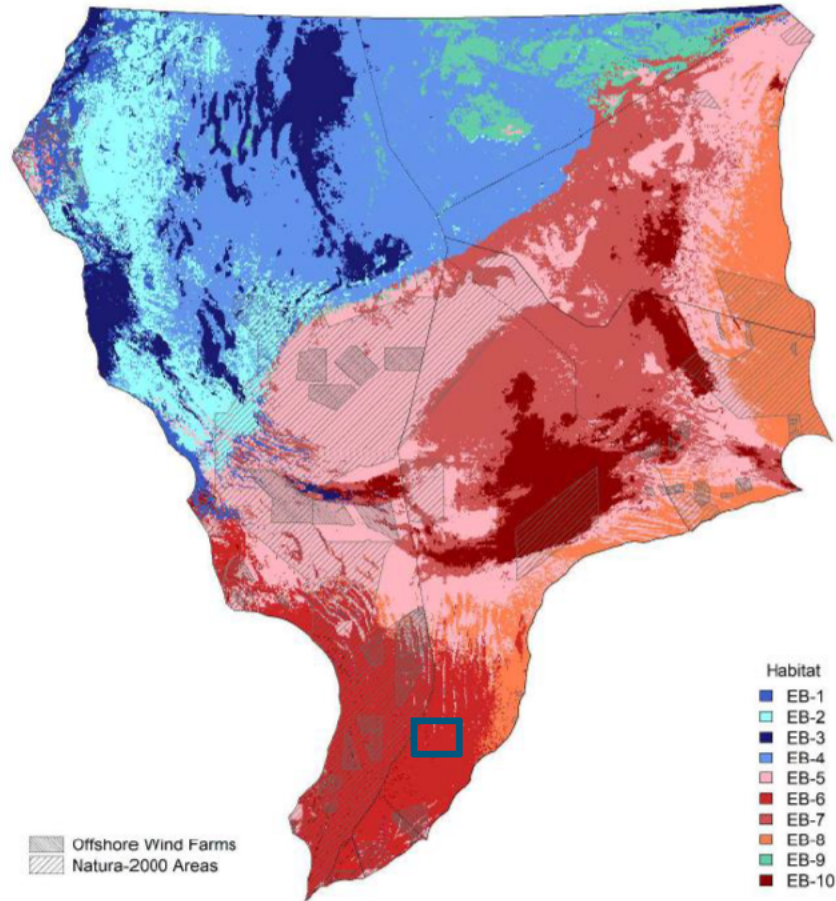 Habitat
EB-1
EB-2
EB-3
EB-4
EB-5
EB-6
EB-7
EB-8
EB-9
EB-10
Offshore Wind Farms
Natura-2000 Areas